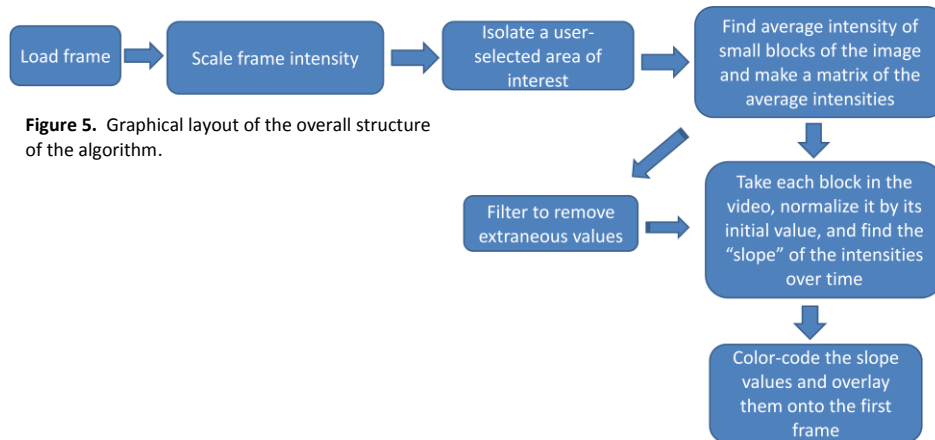 Load frame
Scale frame intensity
Isolate a user-
selected area of
interest
Find average intensity of
small blocks of the image
and make a matrix of the
average intensities
Figure 5. Graphical layout of the overall structure
of the algorithm.
Filter to remove
extraneous values
Take each block in the
video, normalize it by its
initial value, and find the
“slope” of the intensities
over time
Color-code the slope
values and overlay
them onto the first
frame